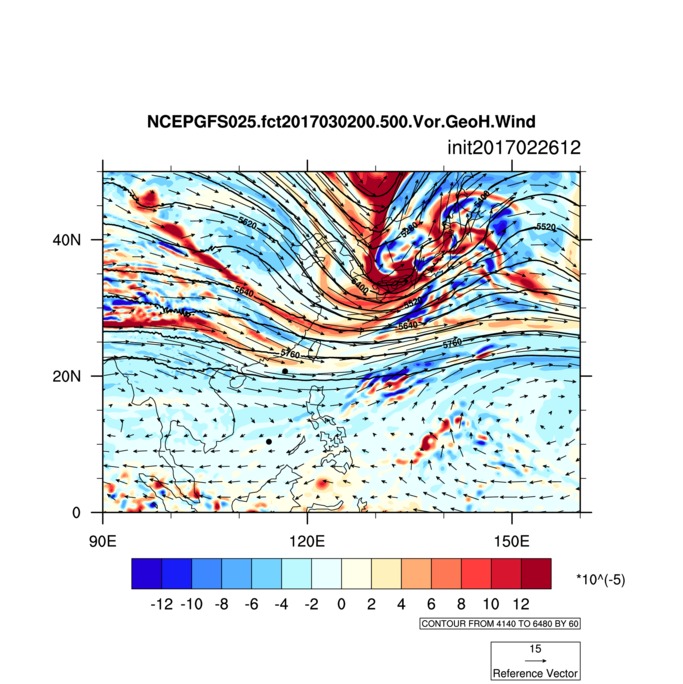 NCEPGFS025.fct2017030200.500.Vor.GeoH.Wind
init2017022612
5400
5520
5620
5280
40N
5640
5400
5520
5640
5760
5760
20N
0
90E 120E 150E
-12 -10 -8 -6 -4 -2 0 2 4 6 8 10 12
*10^(-5)
CONTOUR FROM 4140 TO 6480 BY 60
15
Reference Vector